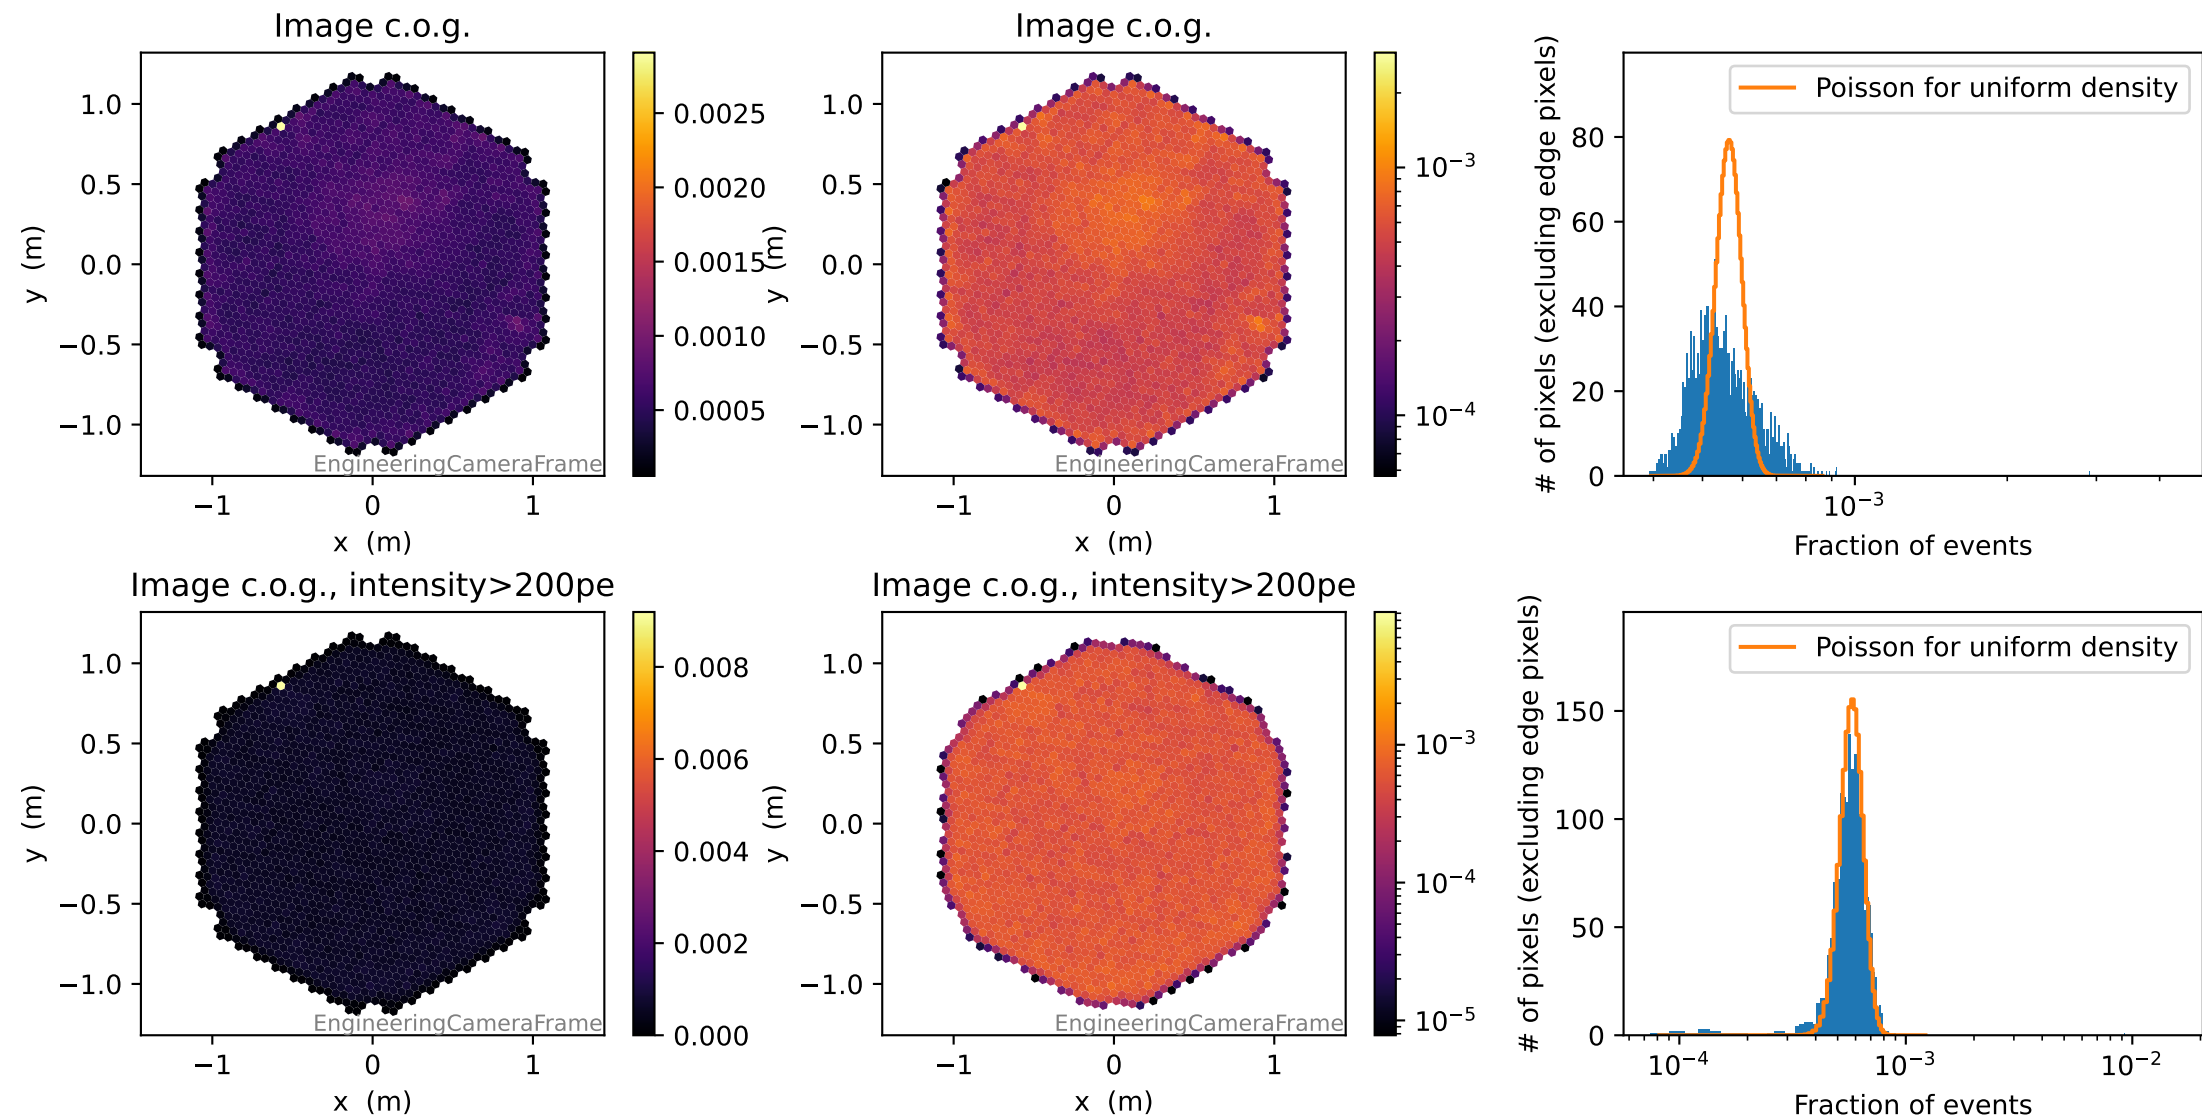 Image c.o.g.
y (m)
1.0
0.5
0.0
−0.5
−1.0
EngineeringCameraFrame
−1 0 1
x (m)
0.0025
0.0020
0.0015
0.0010
0.0005
Image c.o.g.
y (m)
1.0
0.5
0.0
−0.5
−1.0
EngineeringCameraFrame
−1 0 1
x (m)
10⁻³
10⁻⁴
# of pixels (excluding edge pixels)
Poisson for uniform density
80
60
40
20
0
10⁻³
Fraction of events
Image c.o.g., intensity>200pe
y (m)
1.0
0.5
0.0
−0.5
−1.0
EngineeringCameraFrame
−1 0 1
x (m)
0.008
0.006
0.004
0.002
0.000
Image c.o.g., intensity>200pe
y (m)
1.0
0.5
0.0
−0.5
−1.0
EngineeringCameraFrame
−1 0 1
x (m)
10⁻³
10⁻⁴
10⁻⁵
# of pixels (excluding edge pixels)
Poisson for uniform density
150
100
50
0
10⁻⁴ 10⁻³ 10⁻²
Fraction of events